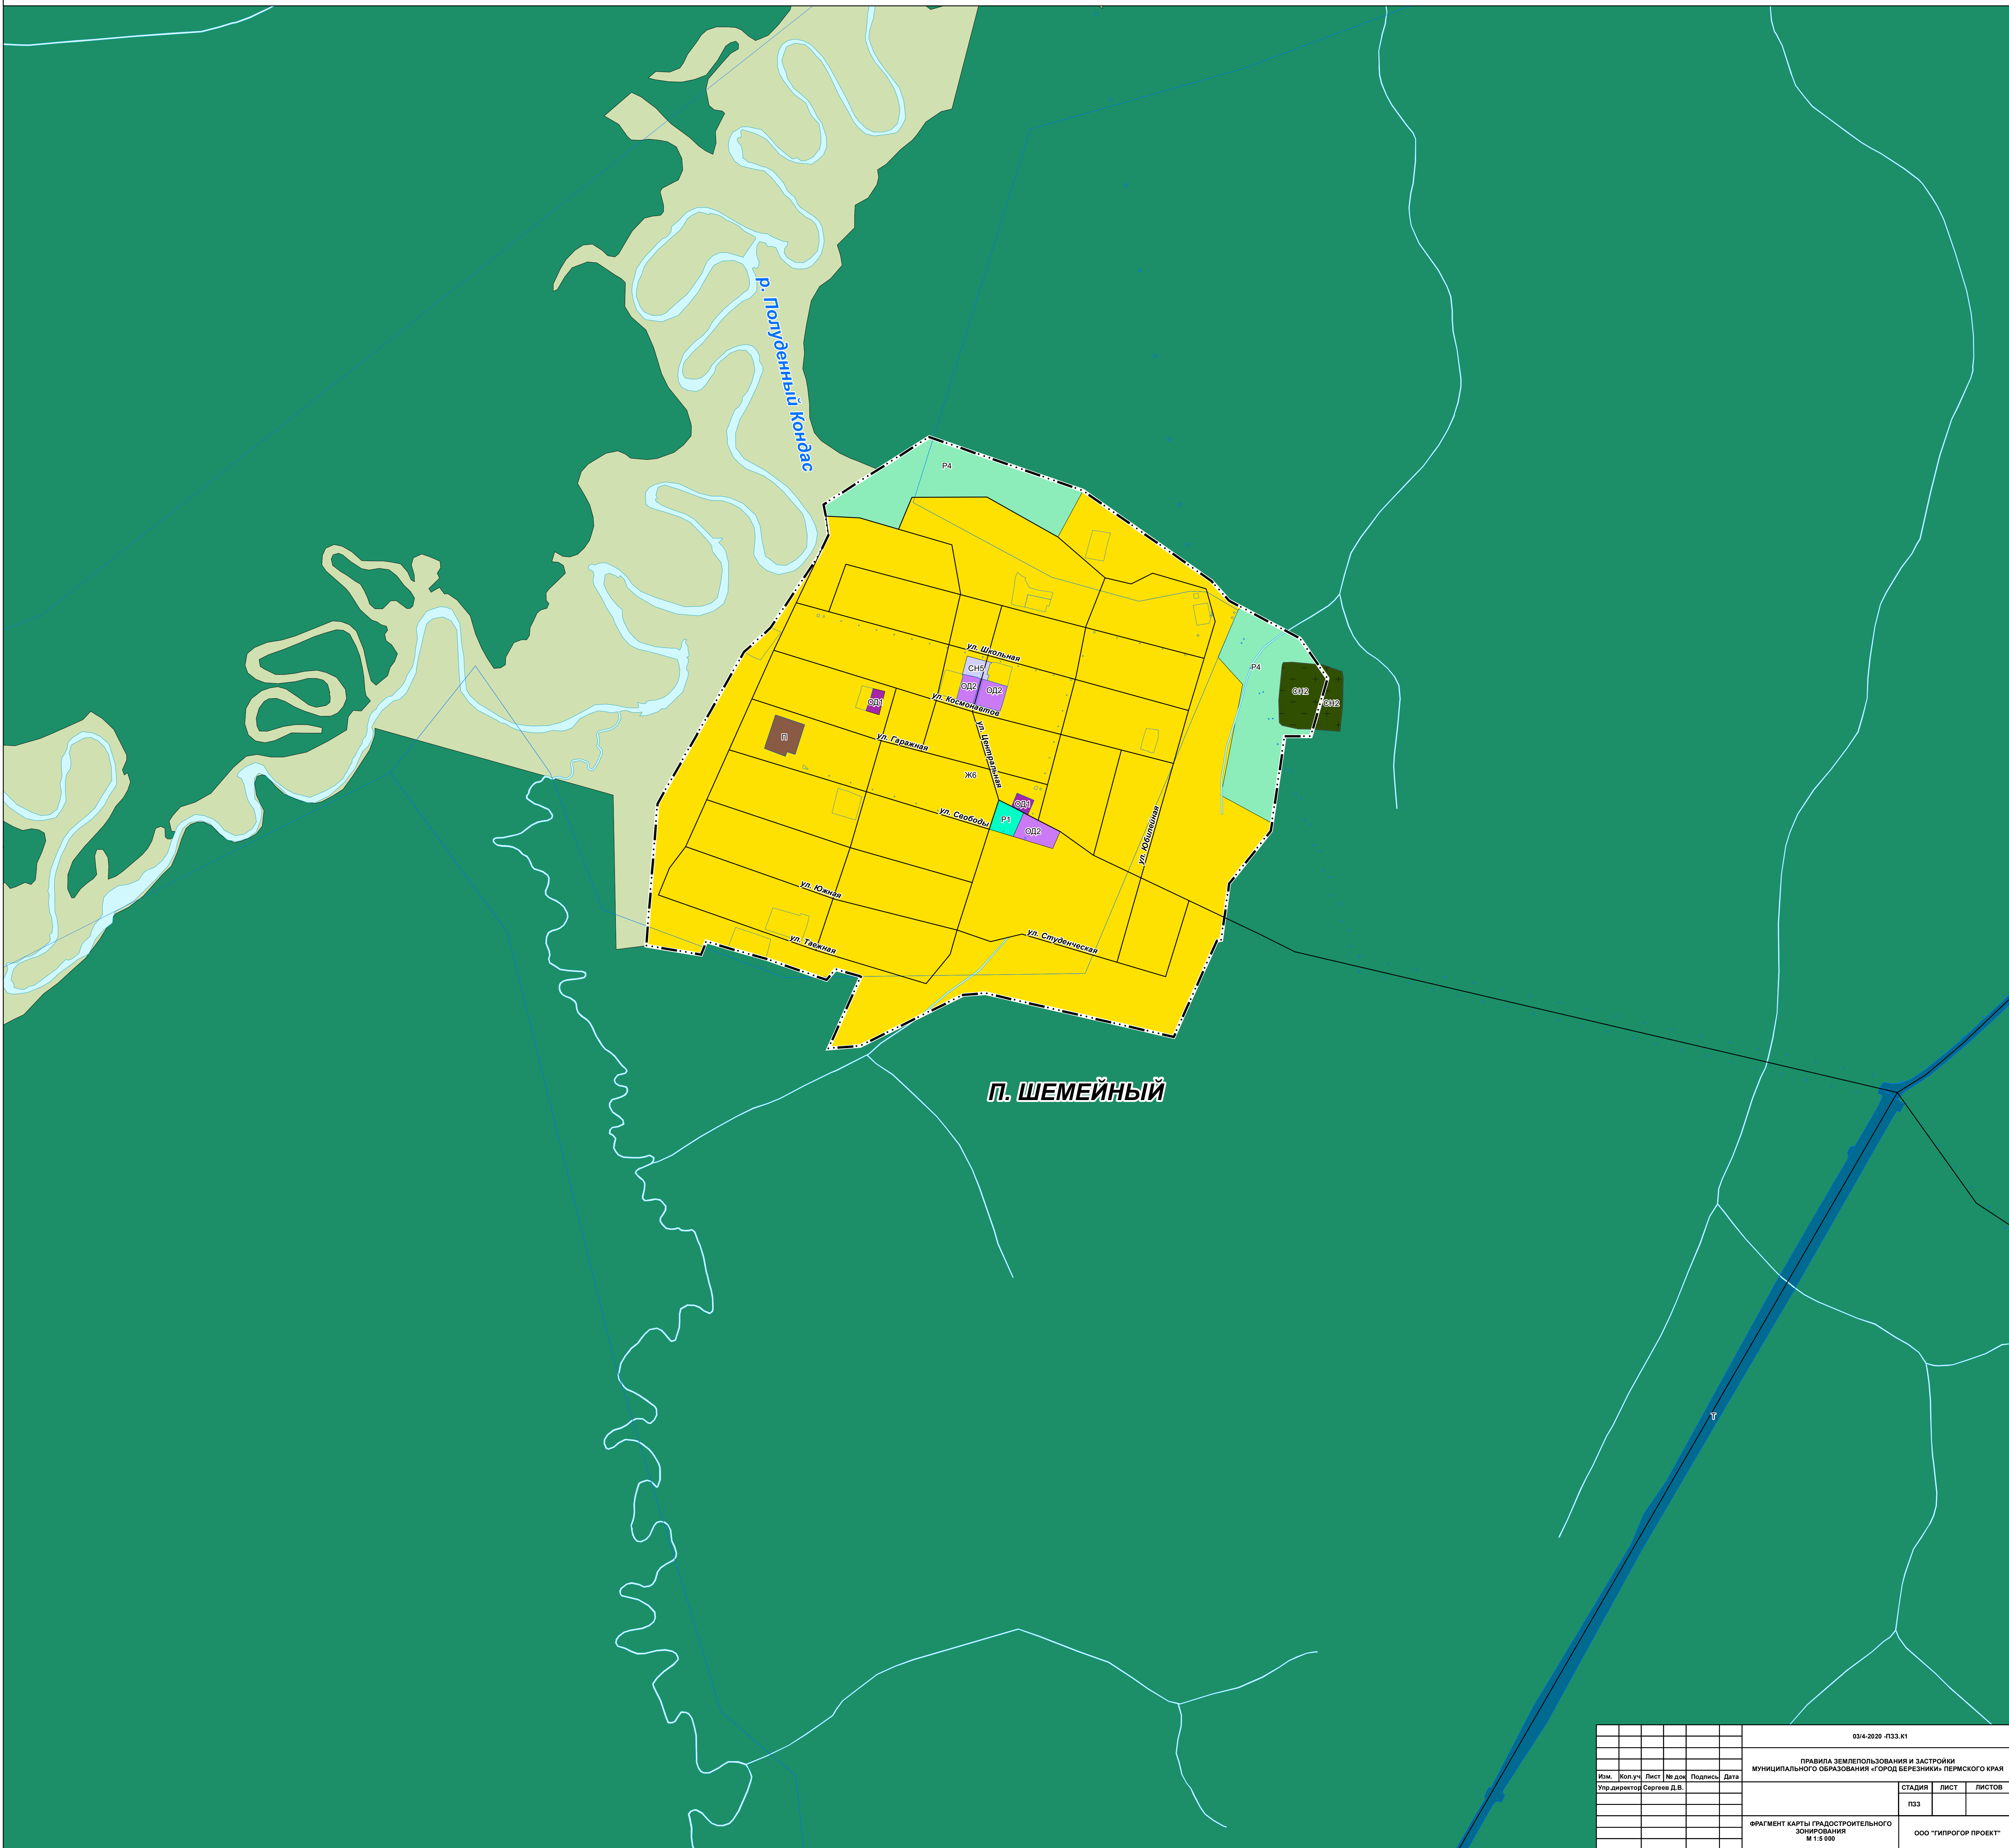 р. Полуденный Кондас
Р4
ул. Школьная
СН5
Р4
ОД2
ОД2
СН2
СН2
ОД1
ул. Космонавтов
П
ул. Гаражная
ул. Центральная
Ж6
ОД1
ул. Свободы
Р1
ОД2
ул. Юбилейная
ул. Южная
ул. Таежная
ул. Студенческая
П. ШЕМЕЙНЫЙ
Т
03/4-2020 -ПЗЗ.К1
ПРАВИЛА ЗЕМЛЕПОЛЬЗОВАНИЯ И ЗАСТРОЙКИ
МУНИЦИПАЛЬНОГО ОБРАЗОВАНИЯ «ГОРОД БЕРЕЗНИКИ» ПЕРМСКОГО КРАЯ
Изм. Кол.уч Лист № док Подпись Дата
Упр.директор Сергеев Д.В.
СТАДИЯ ЛИСТ ЛИСТОВ
ПЗЗ
ФРАГМЕНТ КАРТЫ ГРАДОСТРОИТЕЛЬНОГО
ЗОНИРОВАНИЯ
М 1:5 000
ООО "ГИПРОГОР ПРОЕКТ"